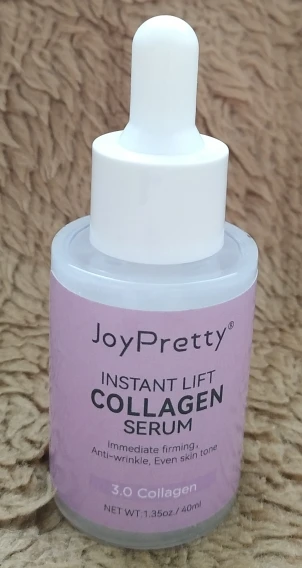 JoyPretty®
INSTANT LIFT
COLLAGEN
SERUM
Immediate firming,
Anti-wrinkle, Even skin tone
3.0 Collagen
NET WT 1.35oz./40ml